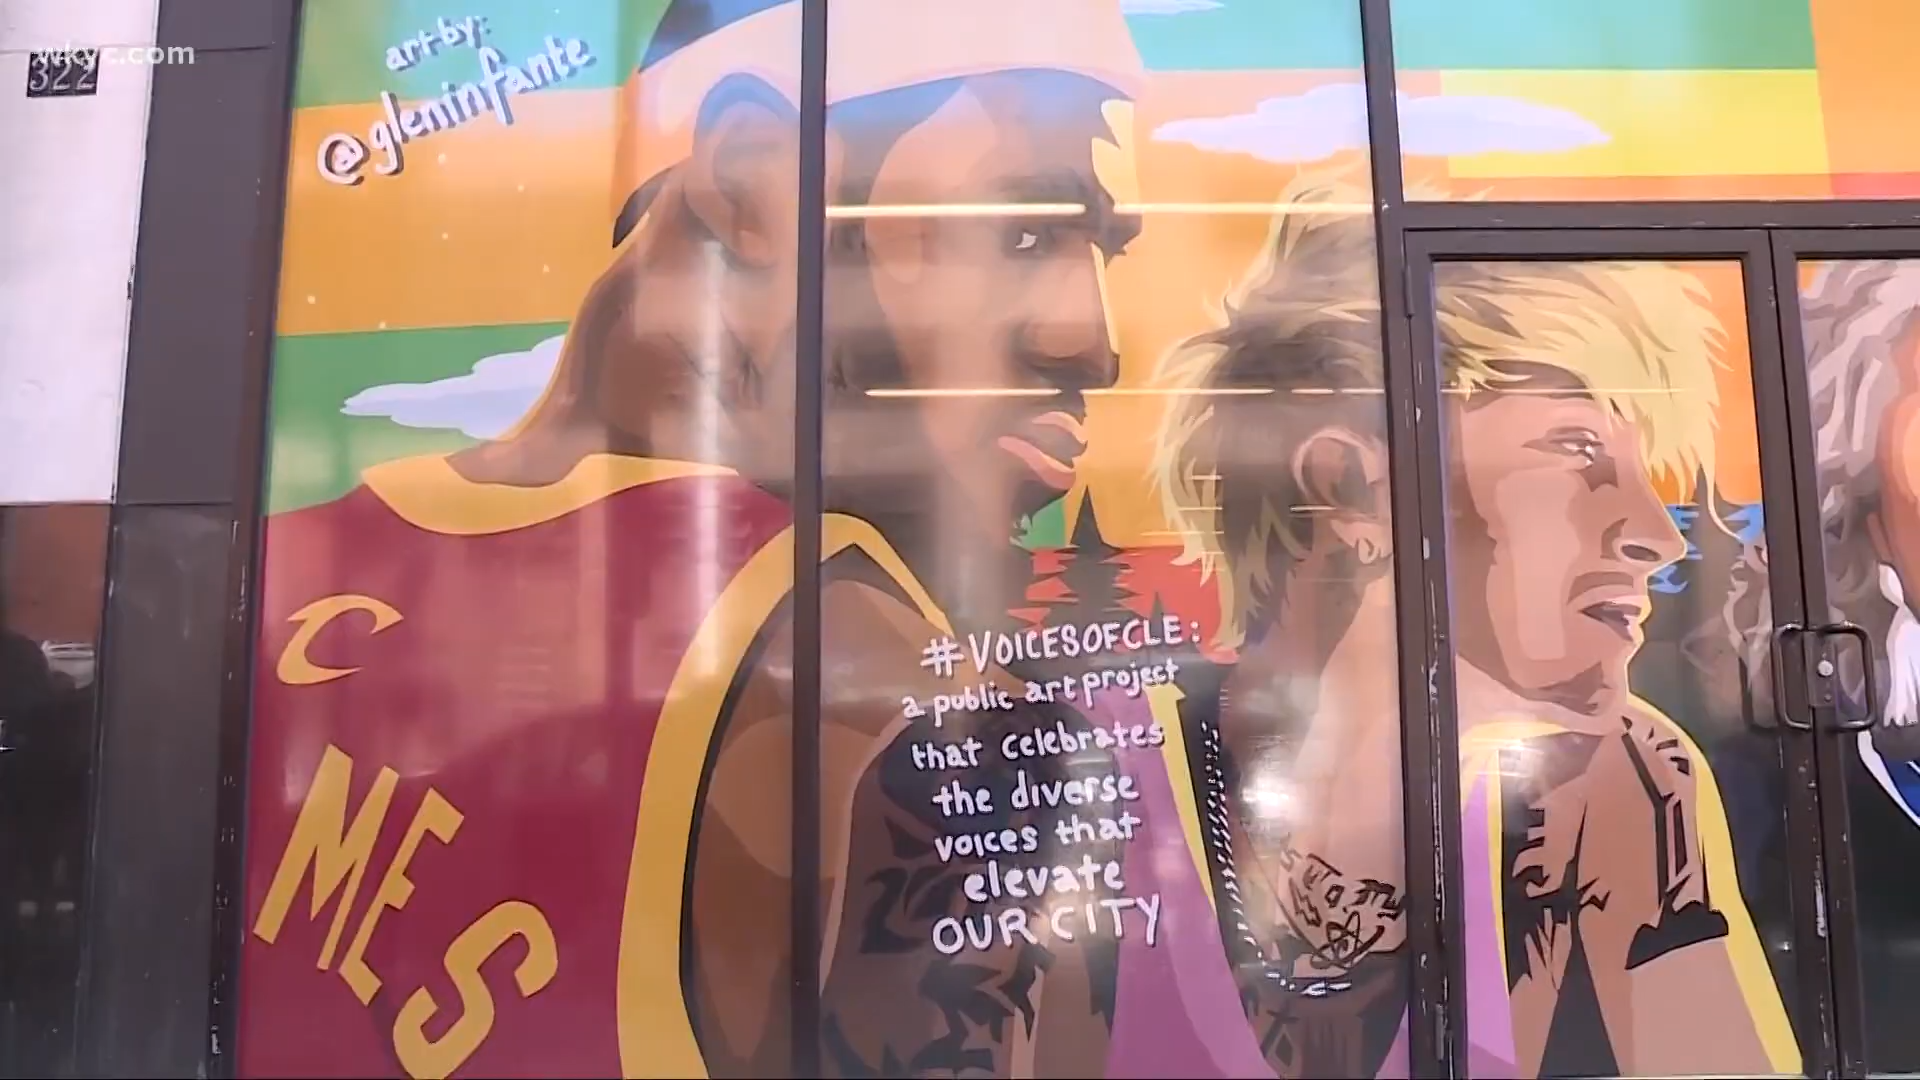 wkyc.com
322
art by:
@gleninfante
C
MES
#VOICESOFCLE:
a public art project
that celebrates
the diverse
voices that
elevate
OUR CITY